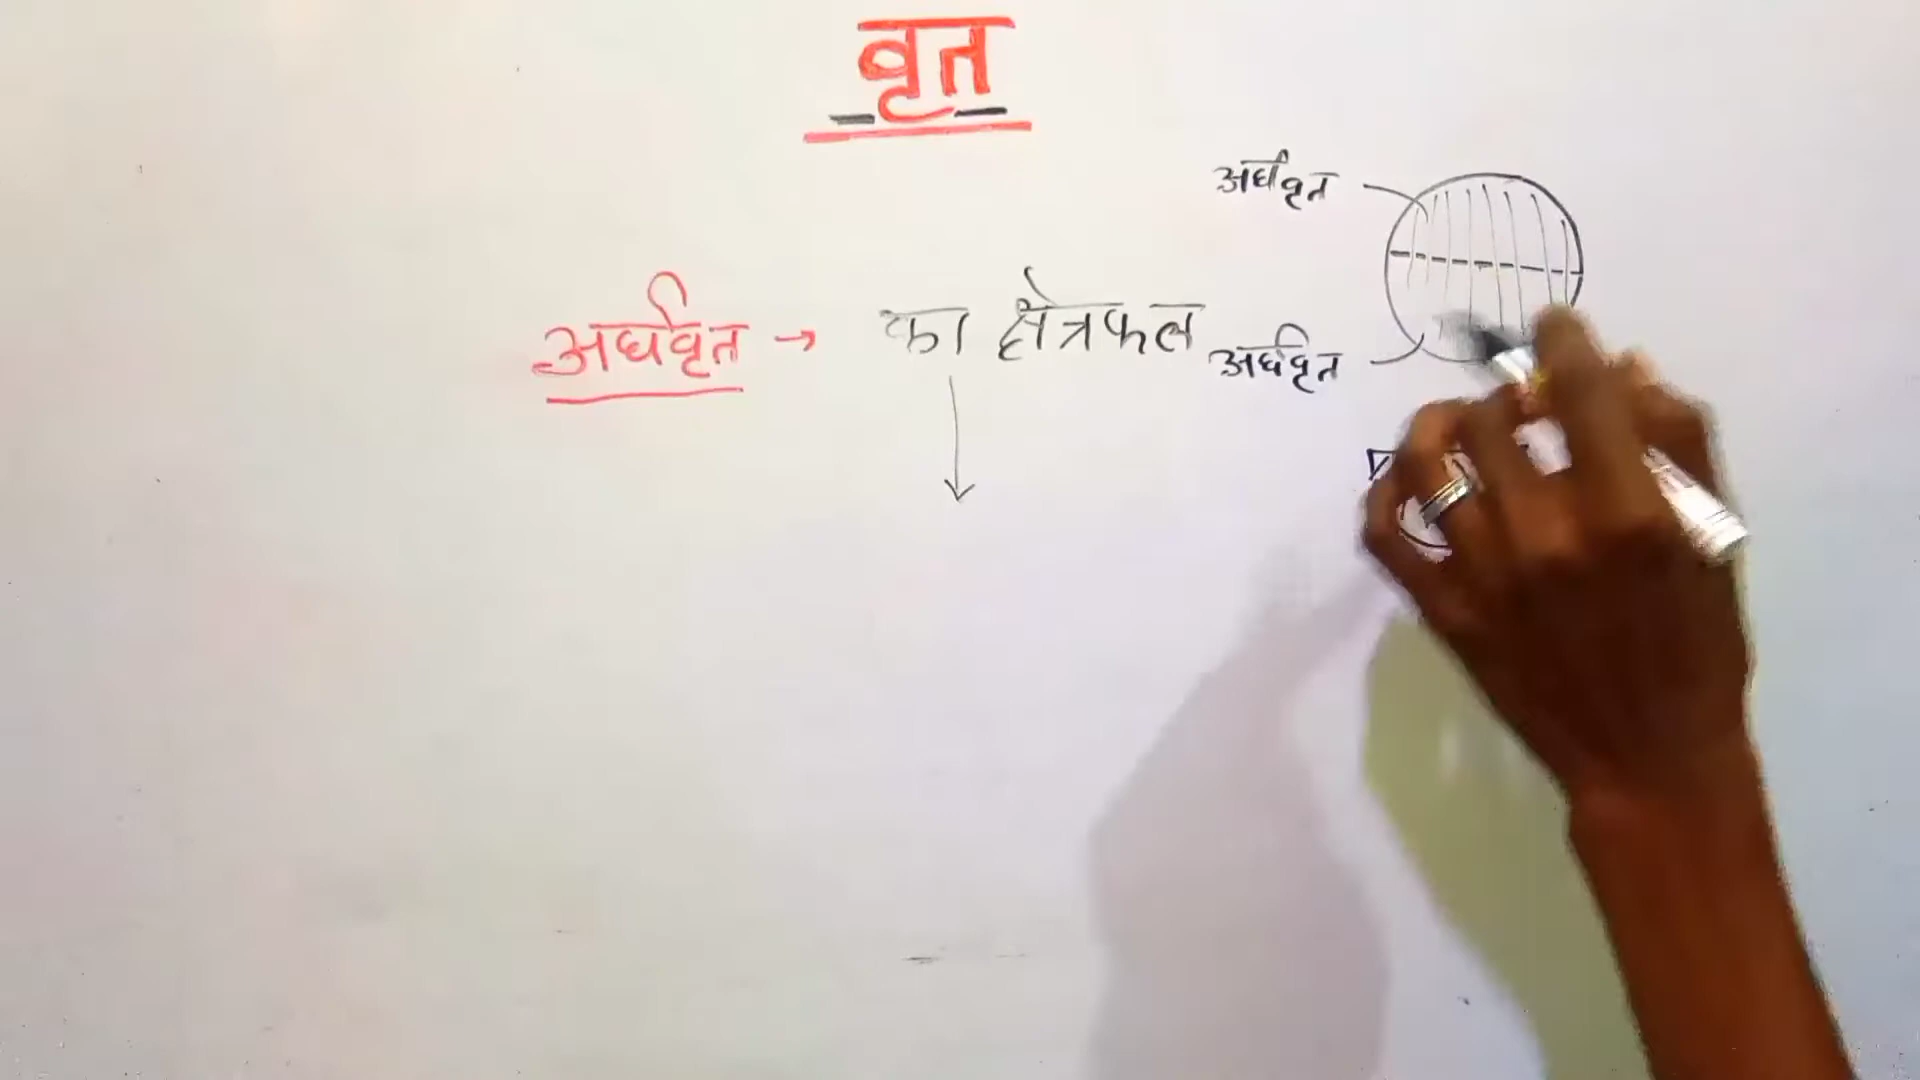 वृत
अर्धवृत
अर्धवृत → का क्षेत्रफल
अर्धवृत